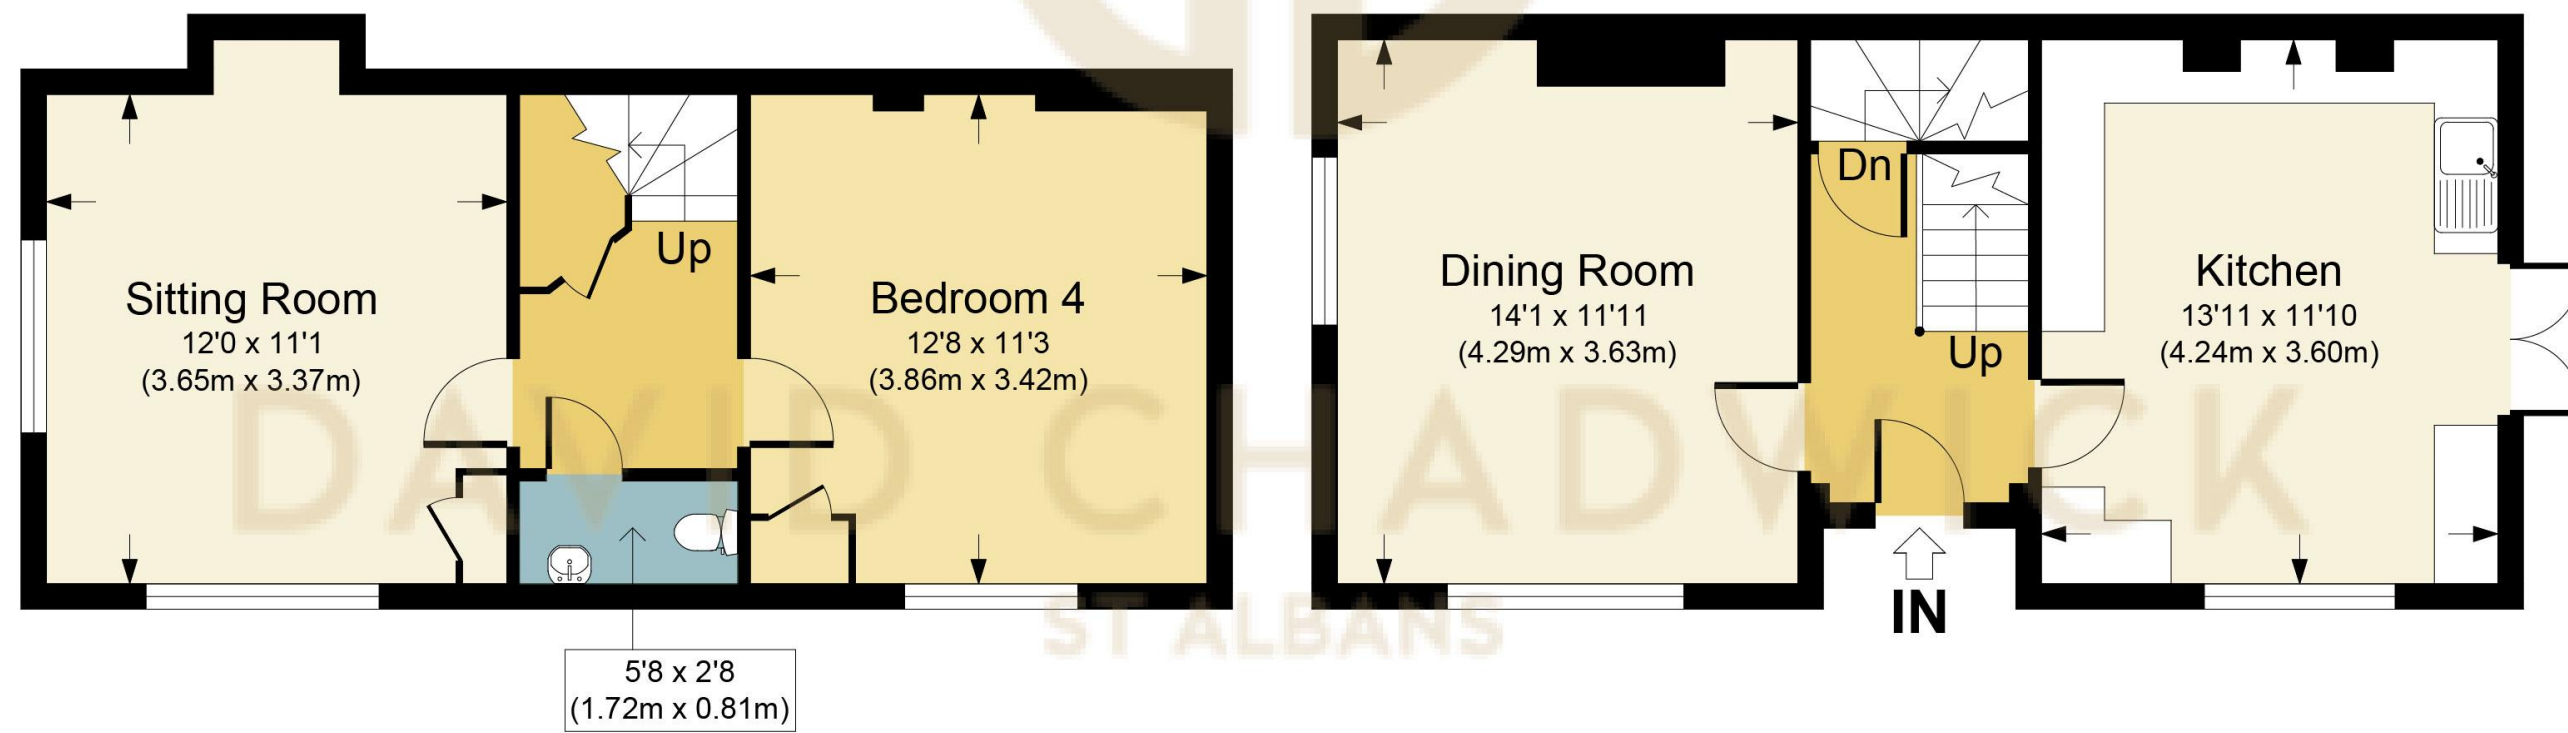 Sitting Room
12'0 x 11'1
(3.65m x 3.37m)
Up
Bedroom 4
12'8 x 11'3
(3.86m x 3.42m)
5'8 x 2'8
(1.72m x 0.81m)
Dining Room
14'1 x 11'11
(4.29m x 3.63m)
Dn
Up
Kitchen
13'11 x 11'10
(4.24m x 3.60m)
IN
DAVID CHADWICK
ST ALBANS